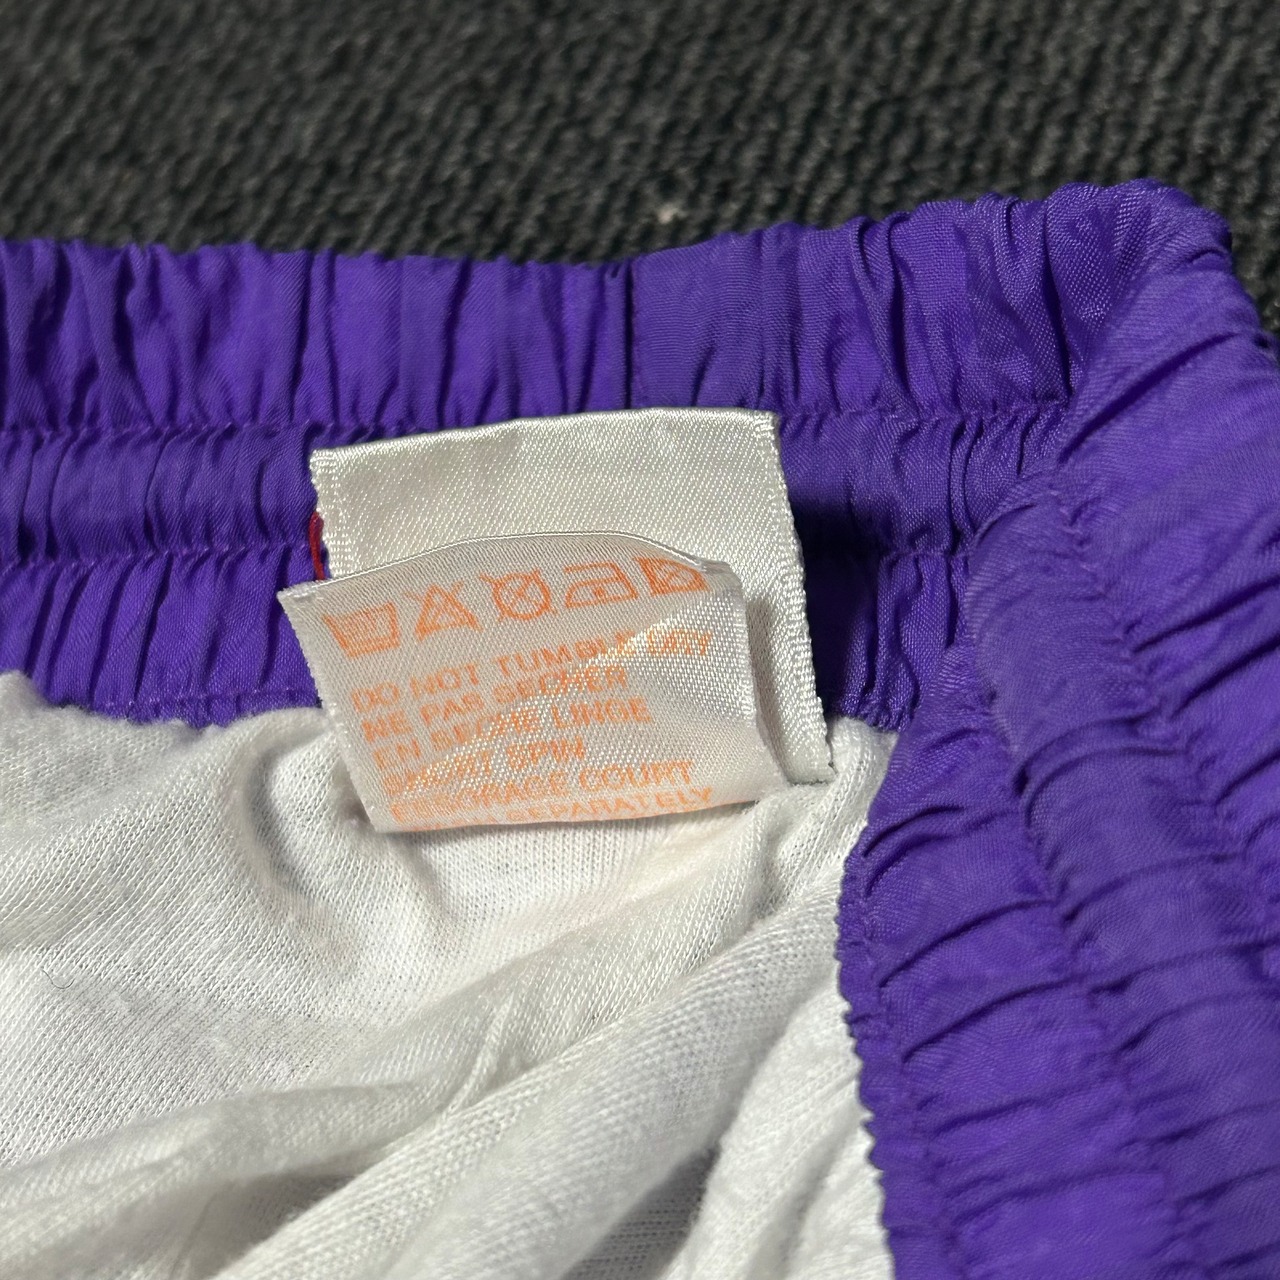 DO NOT TUMBLE DRY
NE PAS SECHER
EN SECHE LINGE
SHORT SPIN
ESSORAGE COURT
SEPARATELY